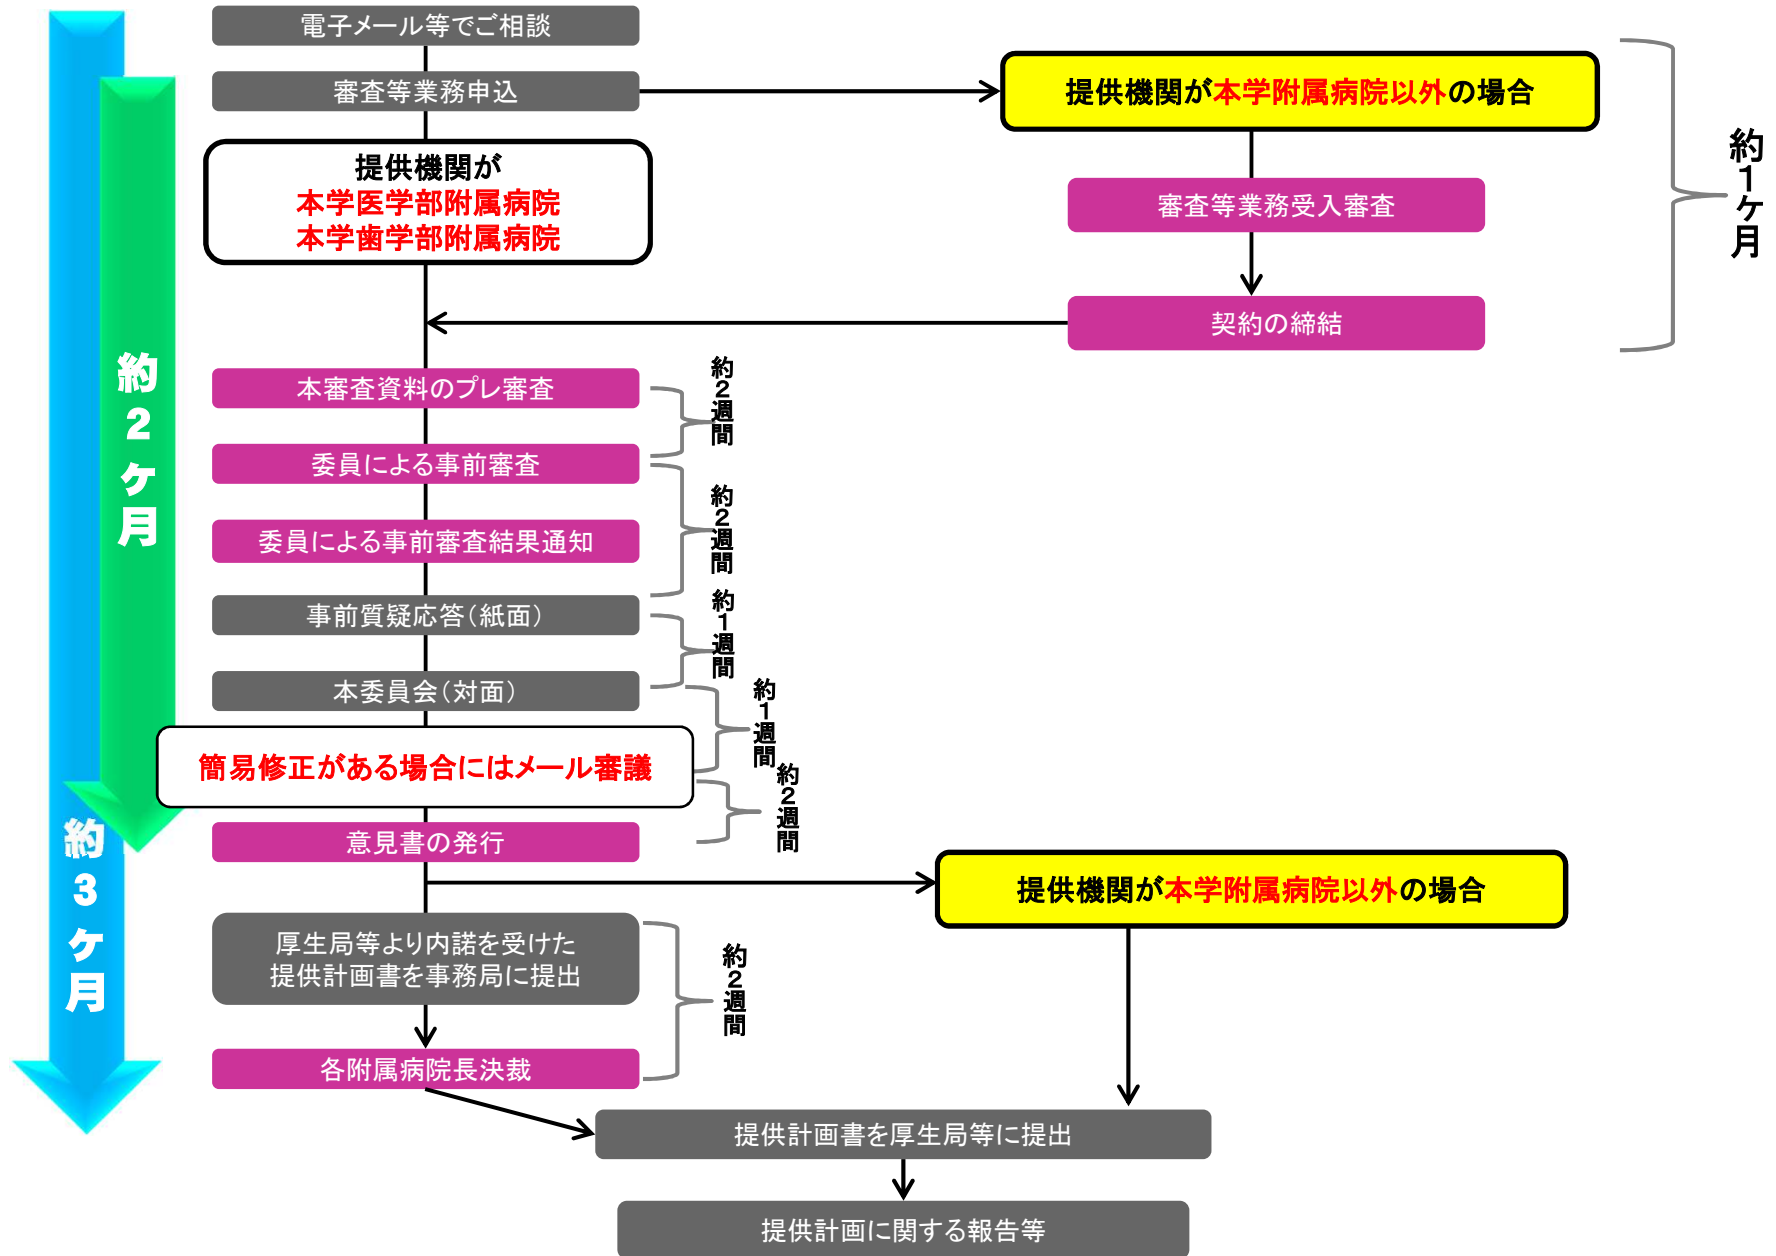 電子メール等でご相談
審査等業務申込
提供機関が本学附属病院以外の場合
提供機関が
本学医学部附属病院
本学歯学部附属病院
審査等業務受入審査
契約の締結
約1ヶ月
約2ヶ月
約3ヶ月
本審査資料のプレ審査
約2週間
委員による事前審査
委員による事前審査結果通知
約2週間
事前質疑応答(紙面)
約1週間
本委員会(対面)
約1週間
簡易修正がある場合にはメール審議
約2週間
意見書の発行
提供機関が本学附属病院以外の場合
厚生局等より内諾を受けた
提供計画書を事務局に提出
約2週間
各附属病院長決裁
提供計画書を厚生局等に提出
提供計画に関する報告等